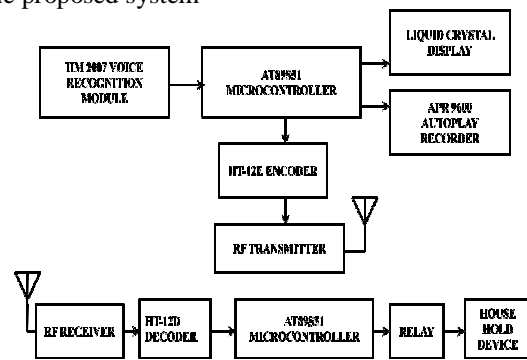 he proposed system
LIQUID CRYSTAL
DISPLAY
HM 2007 VOICE
RECOGNITION
MODULE
AT89S51
MICROCONTROLLER
APR 9600
AUTOPLAY
RECORDER
HT-12E ENCODER
RF TRANSMITTER
RF RECEIVER
HT-12D
DECODER
AT89S51
MICROCONTROLLER
RELAY
HOUSE
HOLD
DEVICE